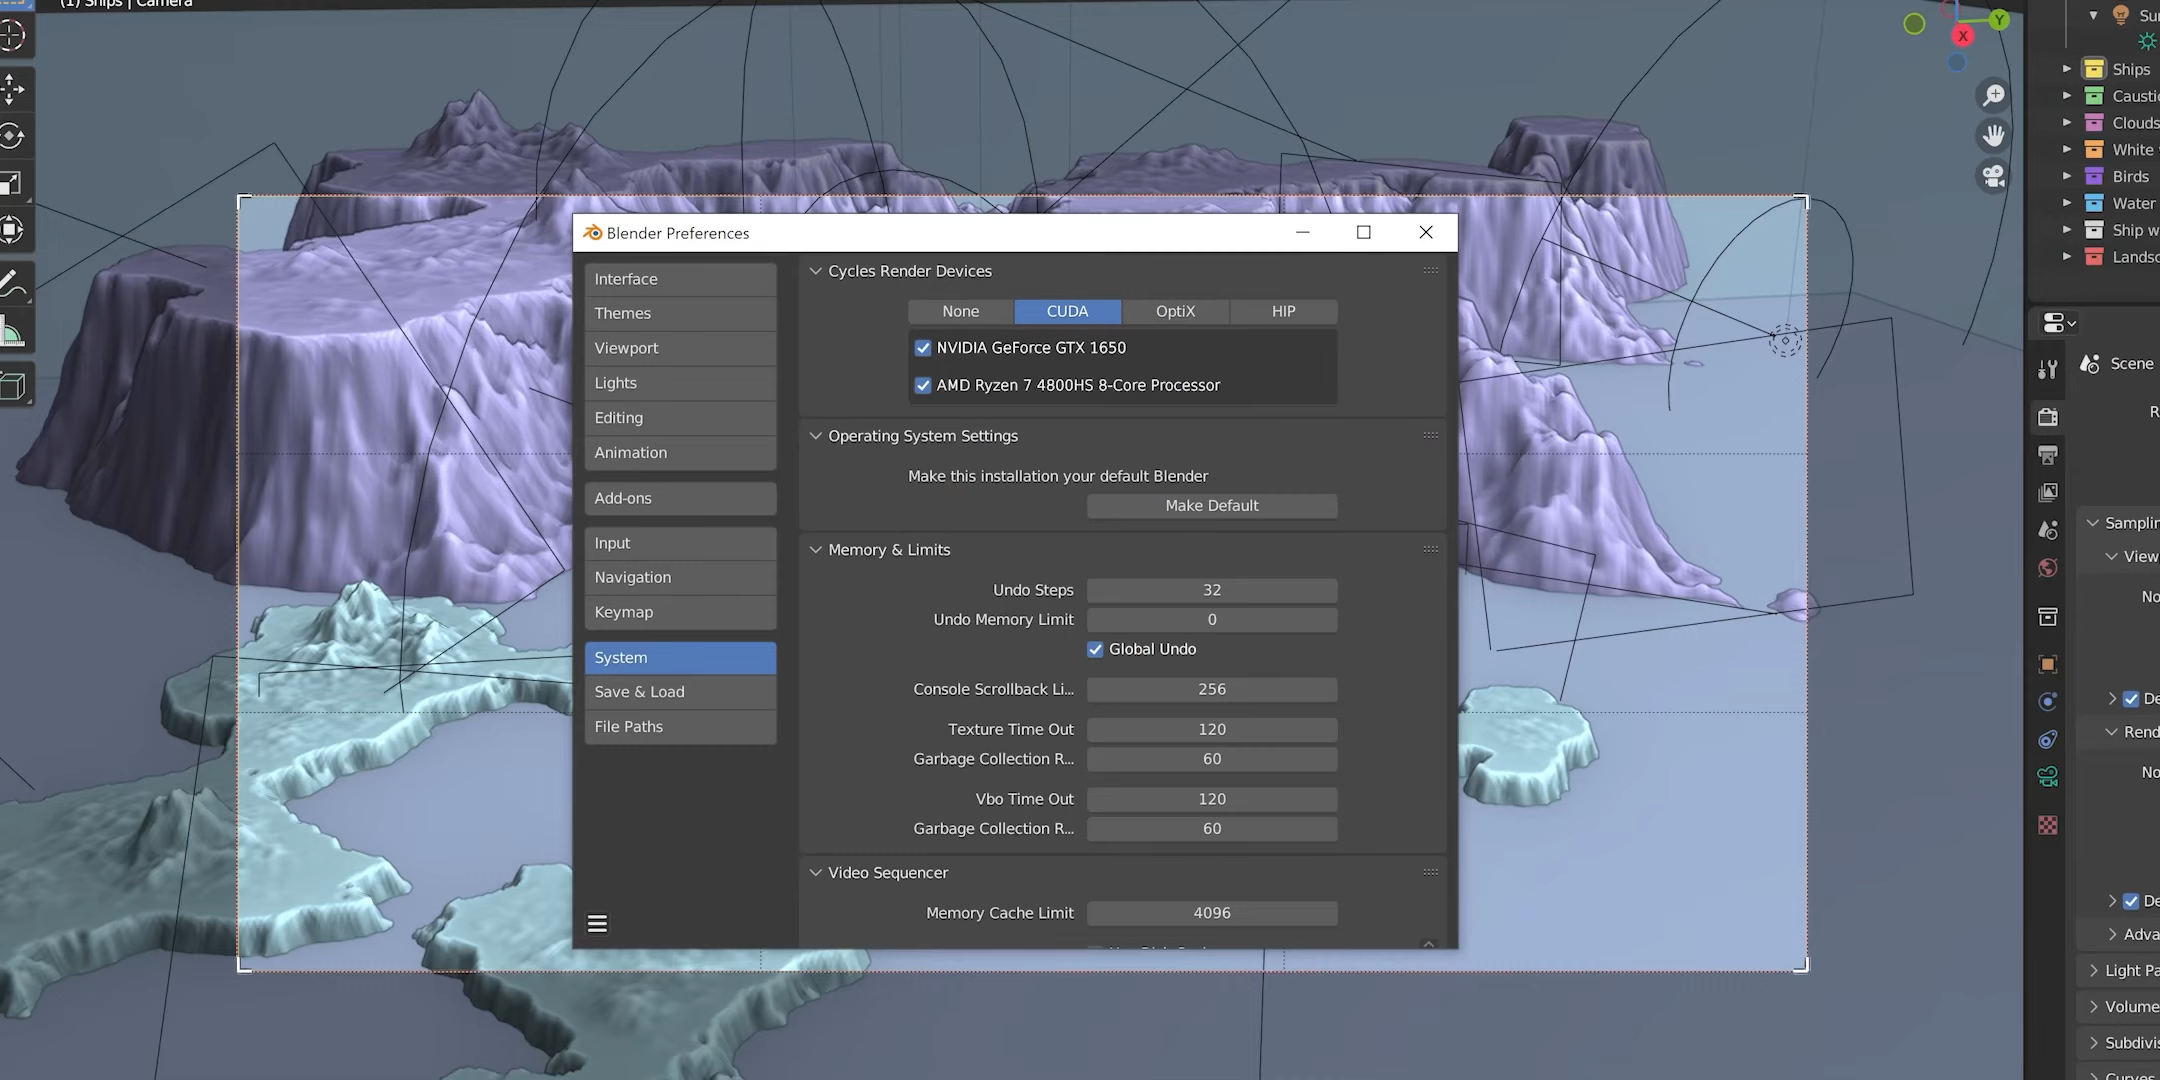 (1) Ships | Camera
Y
X
Ships
Clouds
White
Birds
Water
Ship w
Blender Preferences
Interface
Themes
Viewport
Lights
Editing
Animation
Add-ons
Input
Navigation
Keymap
System
Save & Load
File Paths
Cycles Render Devices
None CUDA OptiX HIP
NVIDIA GeForce GTX 1650
AMD Ryzen 7 4800HS 8-Core Processor
Operating System Settings
Make this installation your default Blender
Make Default
Memory & Limits
Undo Steps 32
Undo Memory Limit 0
Global Undo
Console Scrollback Li... 256
Texture Time Out 120
Garbage Collection R... 60
Vbo Time Out 120
Garbage Collection R... 60
Video Sequencer
Memory Cache Limit 4096
Scene
R
Samplin
View
No
De
Rend
No
De
Adva
Light Pa
Volume
Subdivis